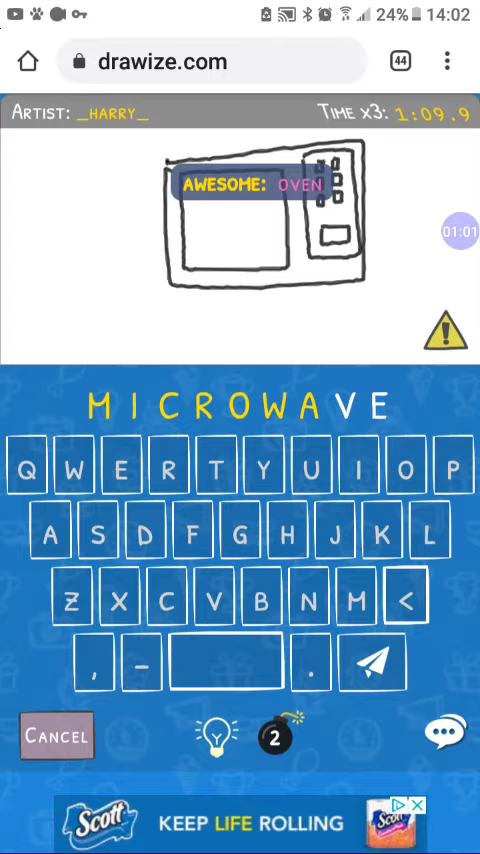 24% 14:02
drawize.com
44
ARTIST: _HARRY_ TIME X3: 1:09.9
AWESOME: OVEN
01:01
MICROWAVE
Q W E R T Y U I O P
A S D F G H J K L
Z X C V B N M <
, - .
CANCEL
2
Scott KEEP LIFE ROLLING Scott